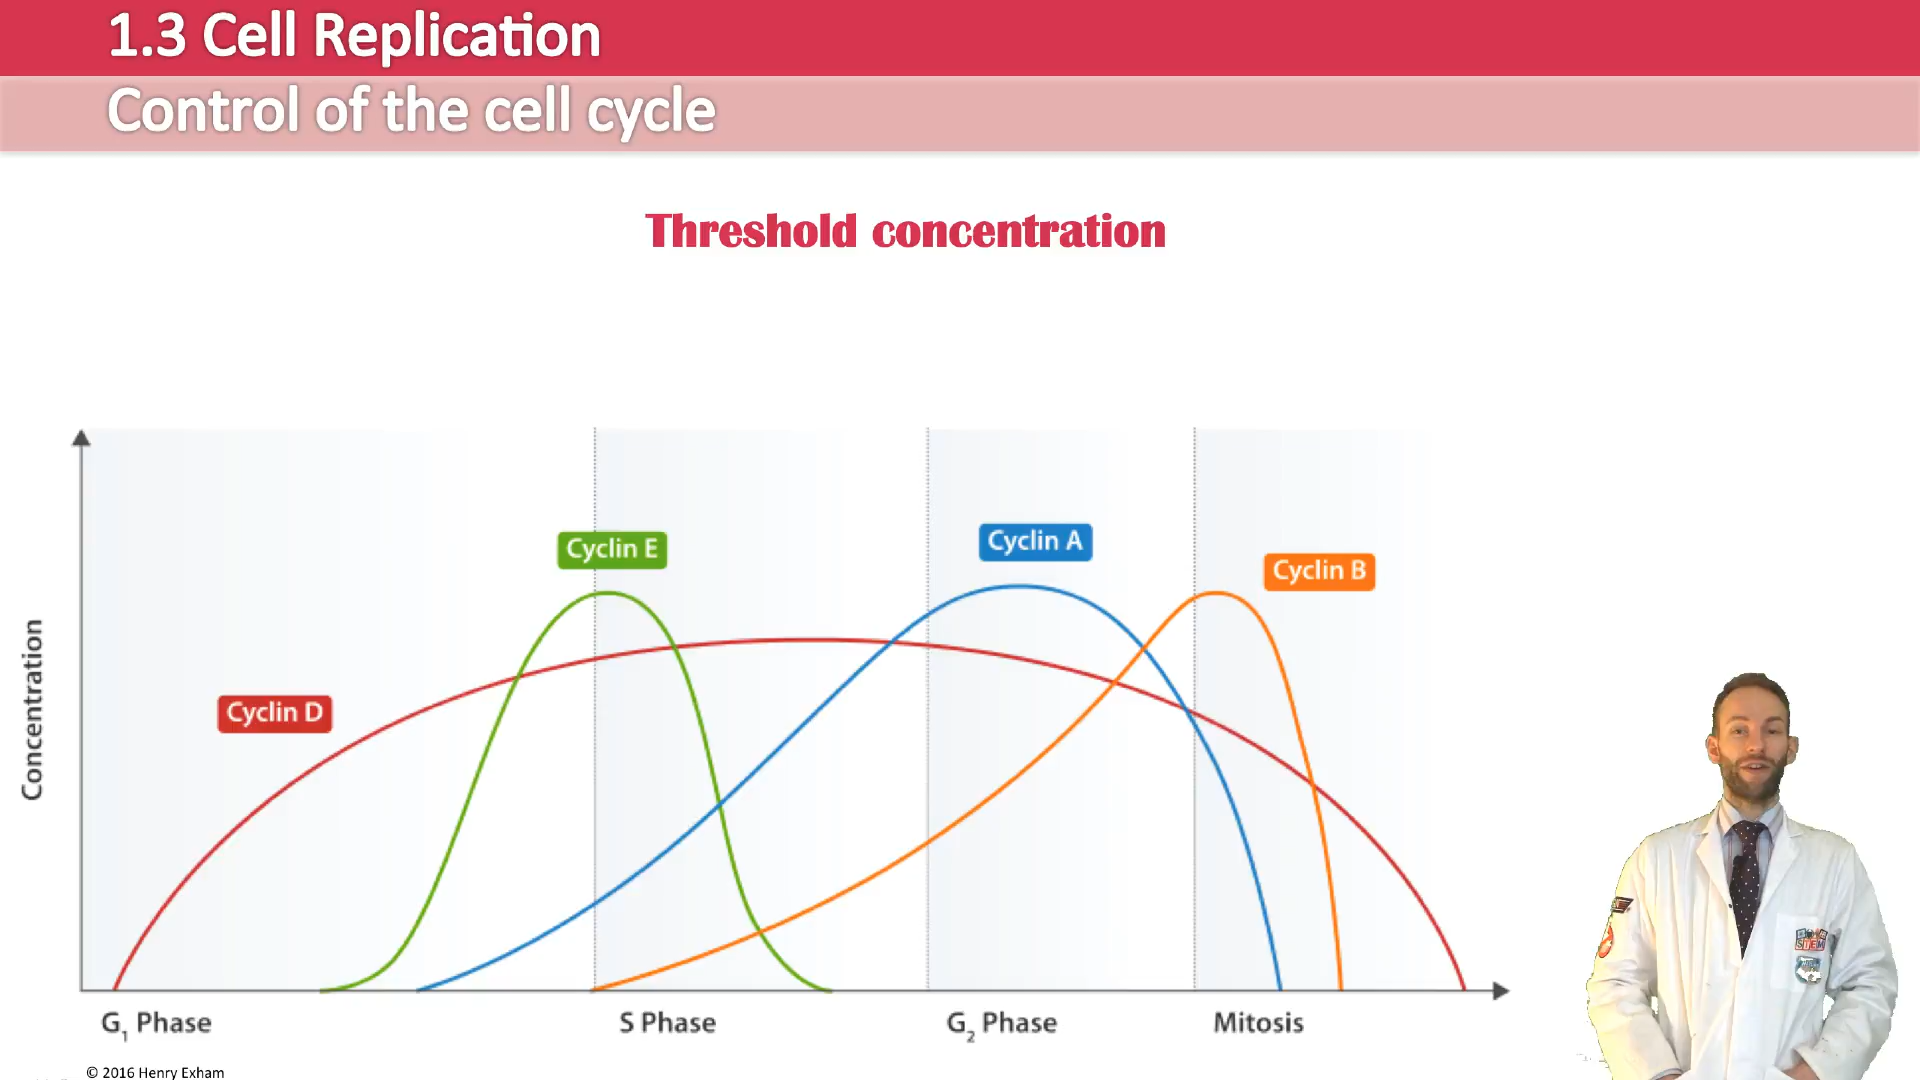 1.3 Cell Replication
Control of the cell cycle
Threshold concentration
Cyclin E
Cyclin A
Cyclin B
Cyclin D
Concentration
G₁ Phase
S Phase
G₂ Phase
Mitosis
STEM
© 2016 Henry Exham